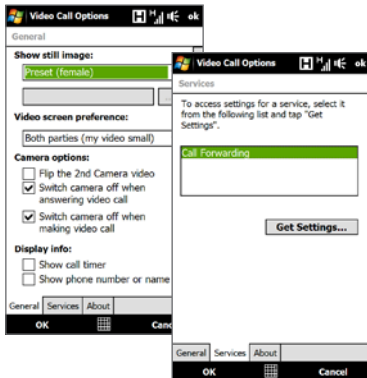 Video Call Options
ok
General
Show still image:
Preset (female)
Video screen preference:
Both parties (my video small)
Camera options:
Flip the 2nd Camera video
Switch camera off when
answering video call
Switch camera off when
making video call
Display info:
Show call timer
Show phone number or name
General Services About
OK
Video Call Options
ok
Services
To access settings for a service, select it
from the following list and tap "Get
Settings".
Call Forwarding
Get Settings...
General Services About
OK Cancel